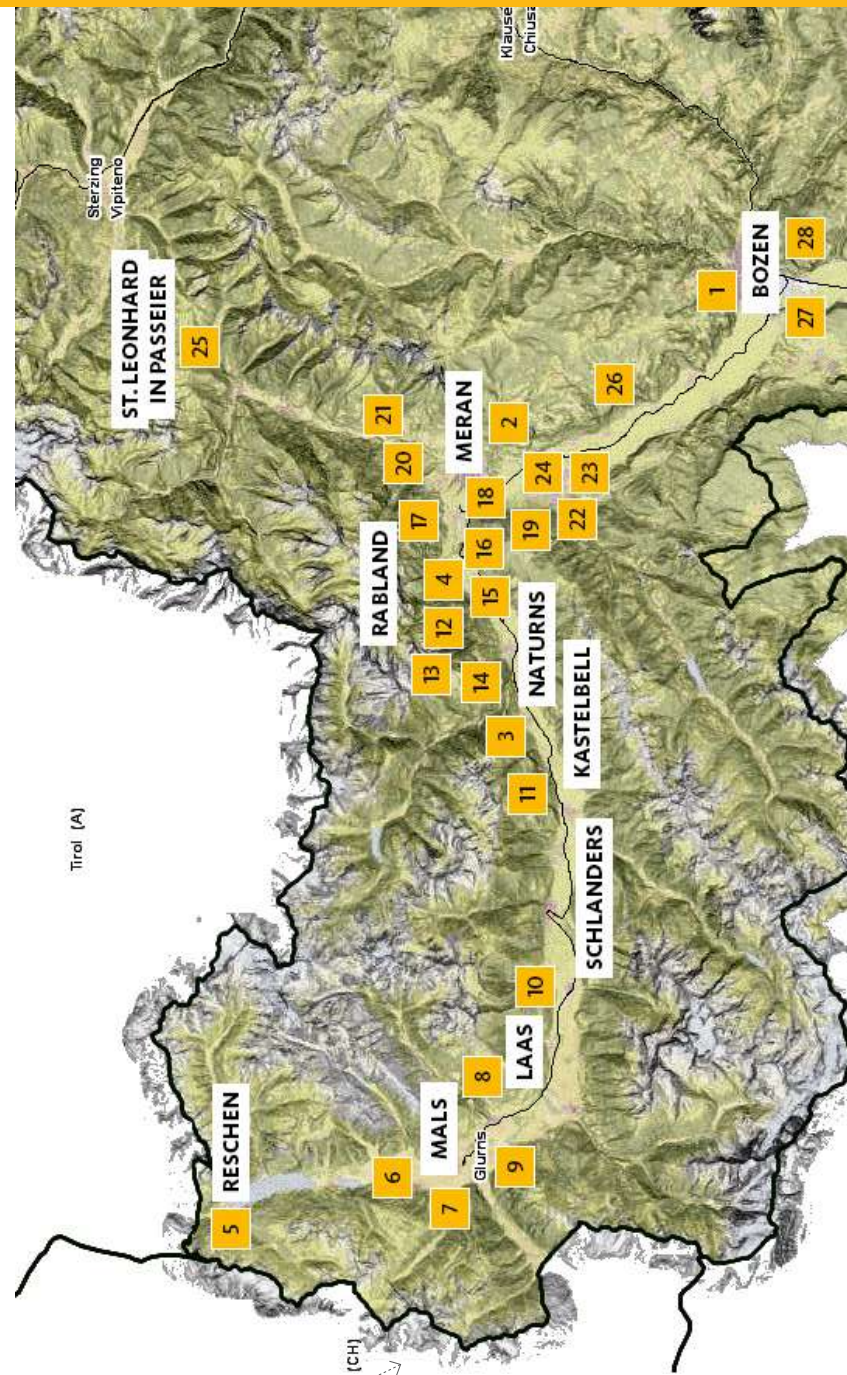 Tirol (A)
Sterzing
Vipiteno
ST. LEONHARD
IN PASSEIER
25
5
RESCHEN
(CH)
RABLAND
21
6
20
17
13
MALS
12
4
7
MERAN
Glurns
14
8
16
18
15
3
Klause
Chiusa
2
9
LAAS
11
19
10
NATURNS
24
22
KASTELBELL
23
SCHLANDERS
26
1
BOZEN
27
28